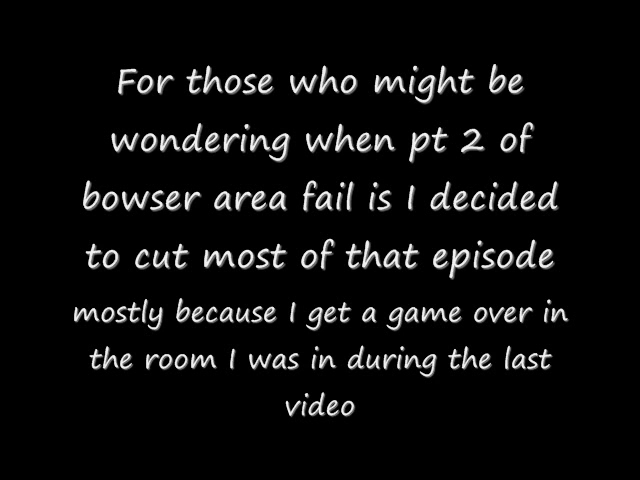 For those who might be
wondering when pt 2 of
bowser area fail is I decided
to cut most of that episode
mostly because I get a game over in
the room I was in during the last
video